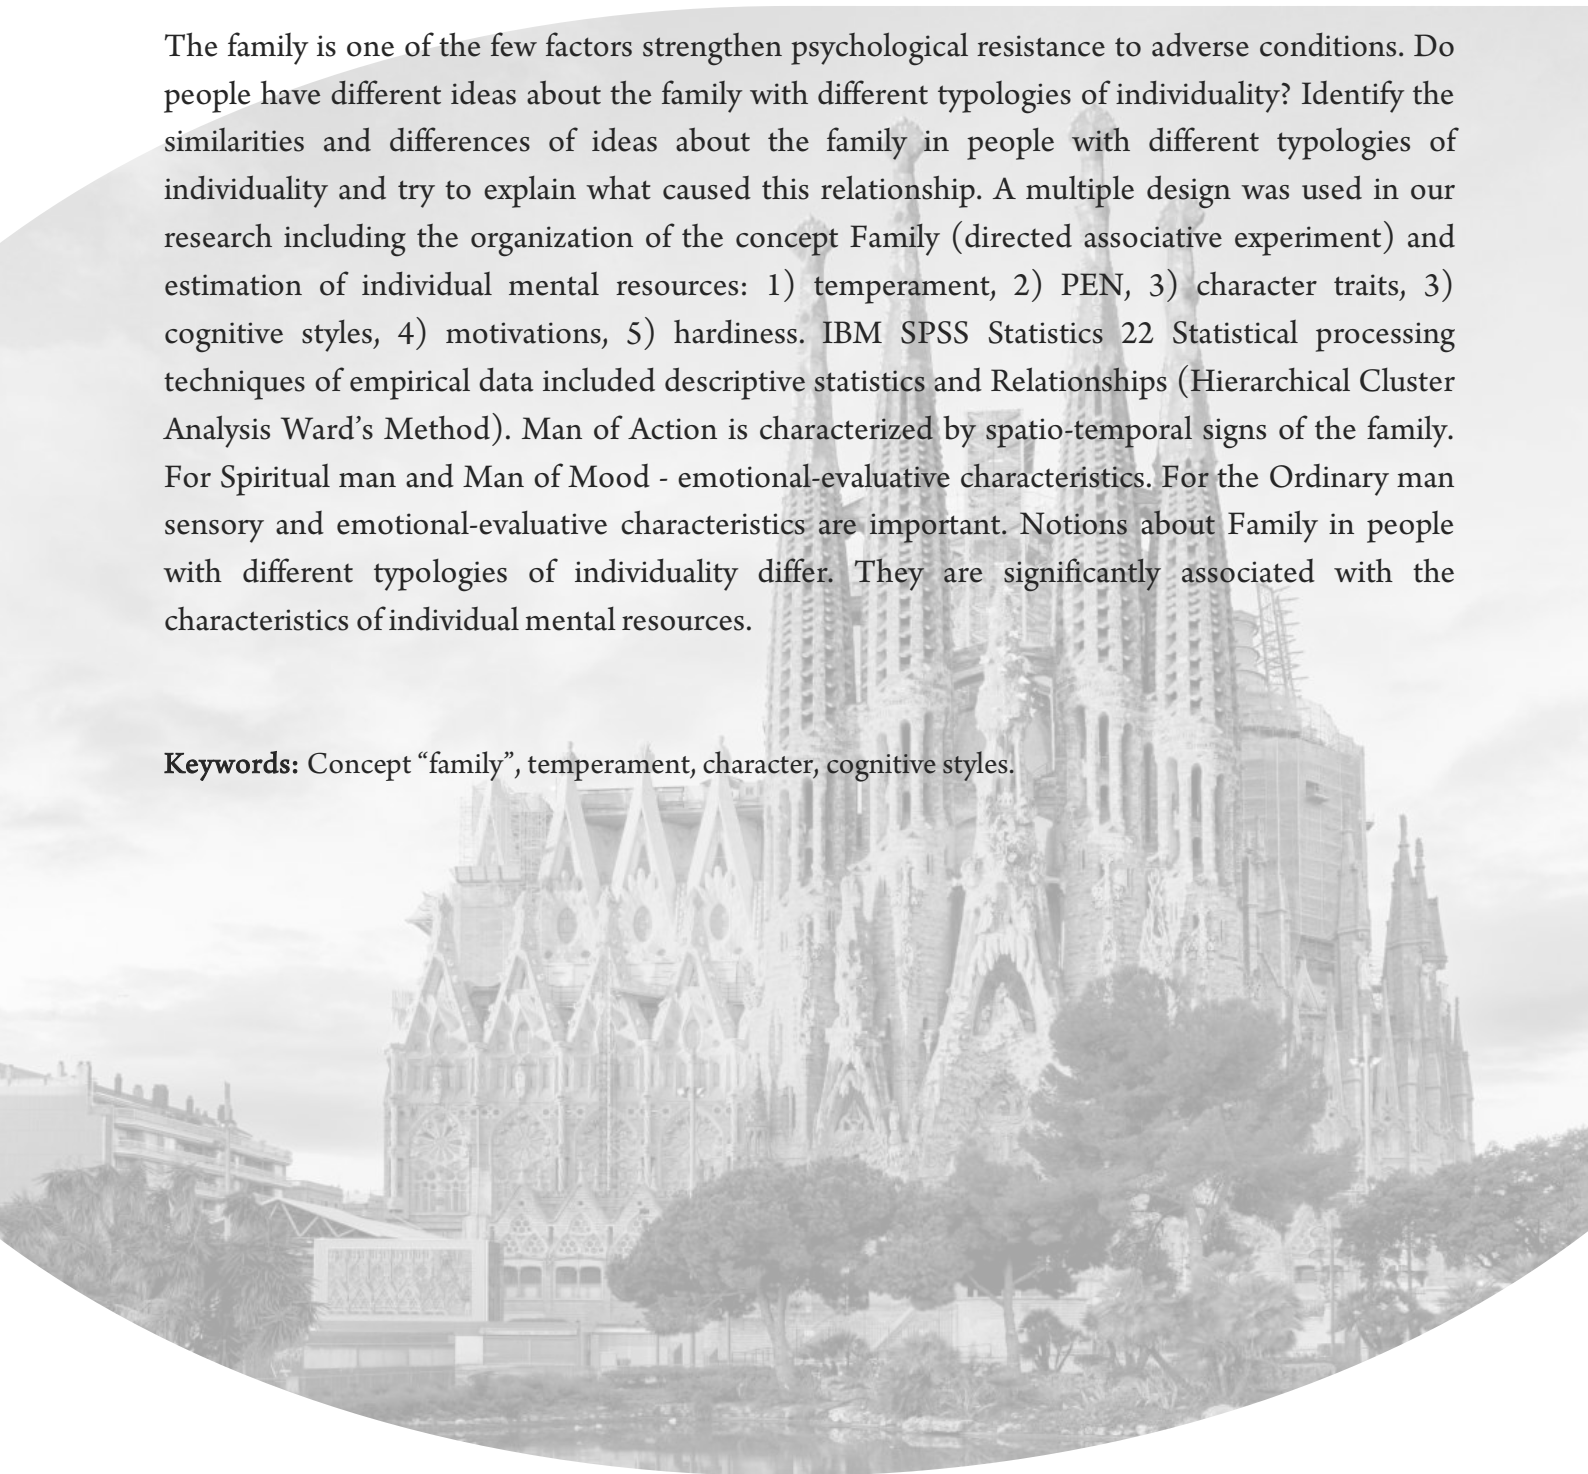 The family is one of the few factors strengthen psychological resistance to adverse conditions. Do
people have different ideas about the family with different typologies of individuality? Identify the
similarities and differences of ideas about the family in people with different typologies of
individuality and try to explain what caused this relationship. A multiple design was used in our
research including the organization of the concept Family (directed associative experiment) and
estimation of individual mental resources: 1) temperament, 2) PEN, 3) character traits, 3)
cognitive styles, 4) motivations, 5) hardiness. IBM SPSS Statistics 22 Statistical processing
techniques of empirical data included descriptive statistics and Relationships (Hierarchical Cluster
Analysis Ward's Method). Man of Action is characterized by spatio-temporal signs of the family.
For Spiritual man and Man of Mood - emotional-evaluative characteristics. For the Ordinary man
sensory and emotional-evaluative characteristics are important. Notions about Family in people
with different typologies of individuality differ. They are significantly associated with the
characteristics of individual mental resources.
Keywords: Concept “family”, temperament, character, cognitive styles.